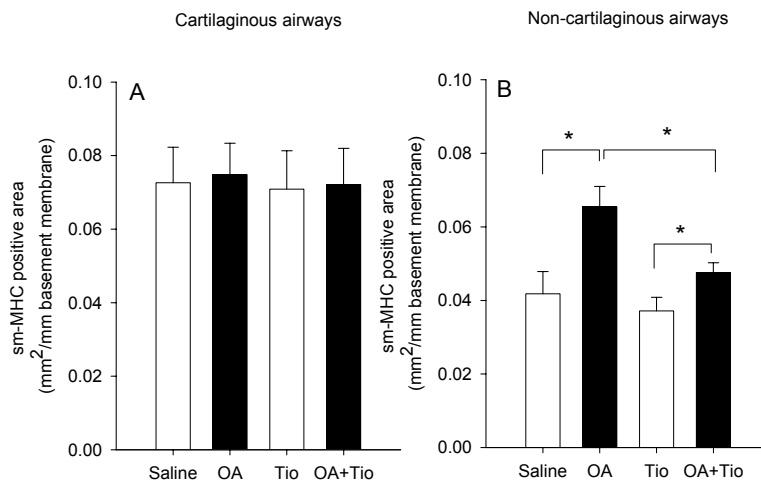 Cartilaginous airways
Non-cartilaginous airways
A
sm-MHC positive area
(mm²/mm basement membrane)
0.10
0.08
0.06
0.04
0.02
0.00
Saline OA Tio OA+Tio
B
sm-MHC positive area
(mm²/mm basement membrane)
0.10
0.08
0.06
0.04
0.02
0.00
* *
*
Saline OA Tio OA+Tio